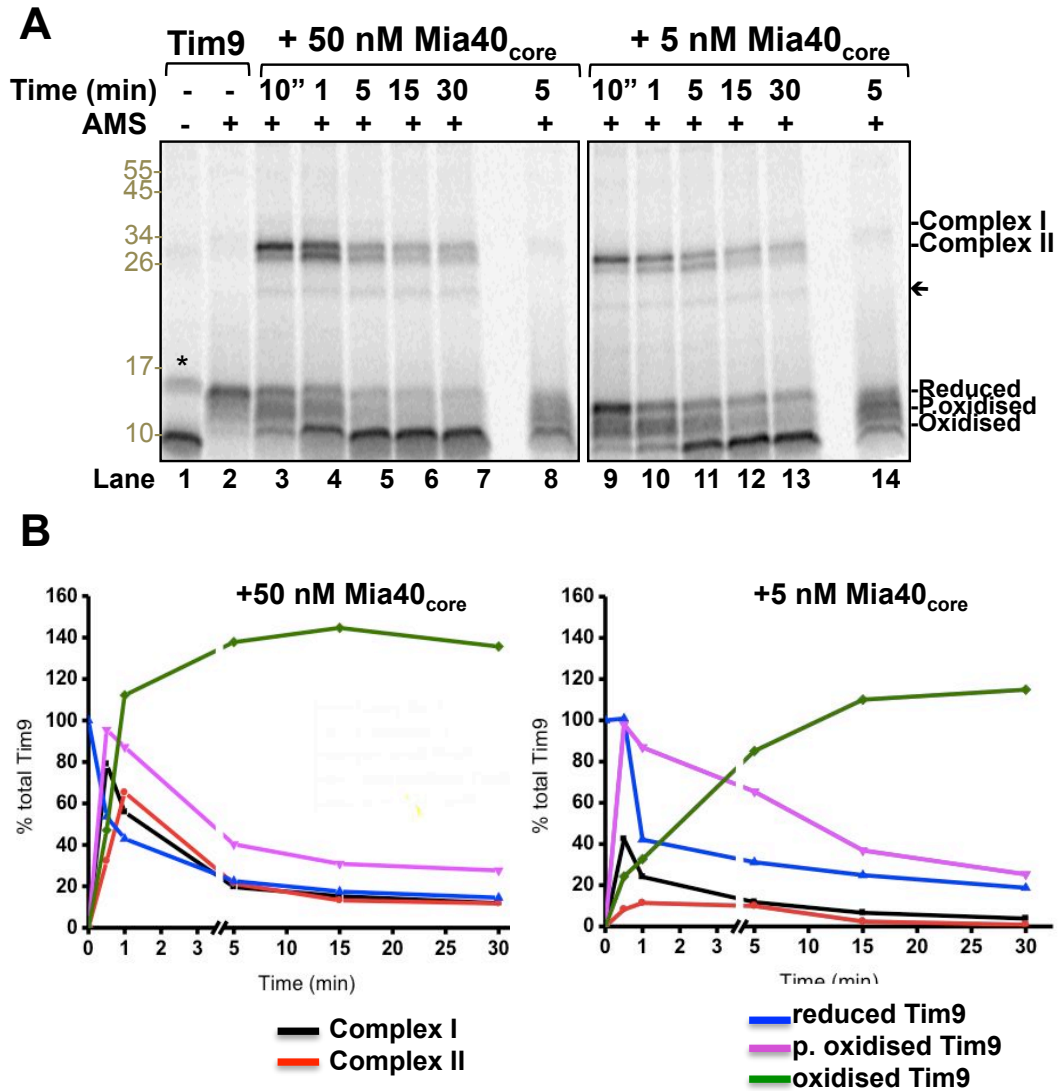 A
Tim9 + 50 nM Mia40core + 5 nM Mia40core
Time (min) - - 10” 1 5 15 30 5 10” 1 5 15 30 5
AMS - + + + + + + + + + + + + +
55-
45-
34-
26-
17-
10-
*
-Complex I
-Complex II
←
-Reduced
-P.oxidised
-Oxidised
Lane 1 2 3 4 5 6 7 8 9 10 11 12 13 14
B
+50 nM Mia40core
% total Tim9
160
140
120
100
80
60
40
20
0
0 1 2 3 5 10 15 20 25 30
Time (min)
+5 nM Mia40core
% total Tim9
160
140
120
100
80
60
40
20
0
0 1 2 3 5 10 15 20 25 30
Time (min)
Complex I
Complex II
reduced Tim9
p. oxidised Tim9
oxidised Tim9